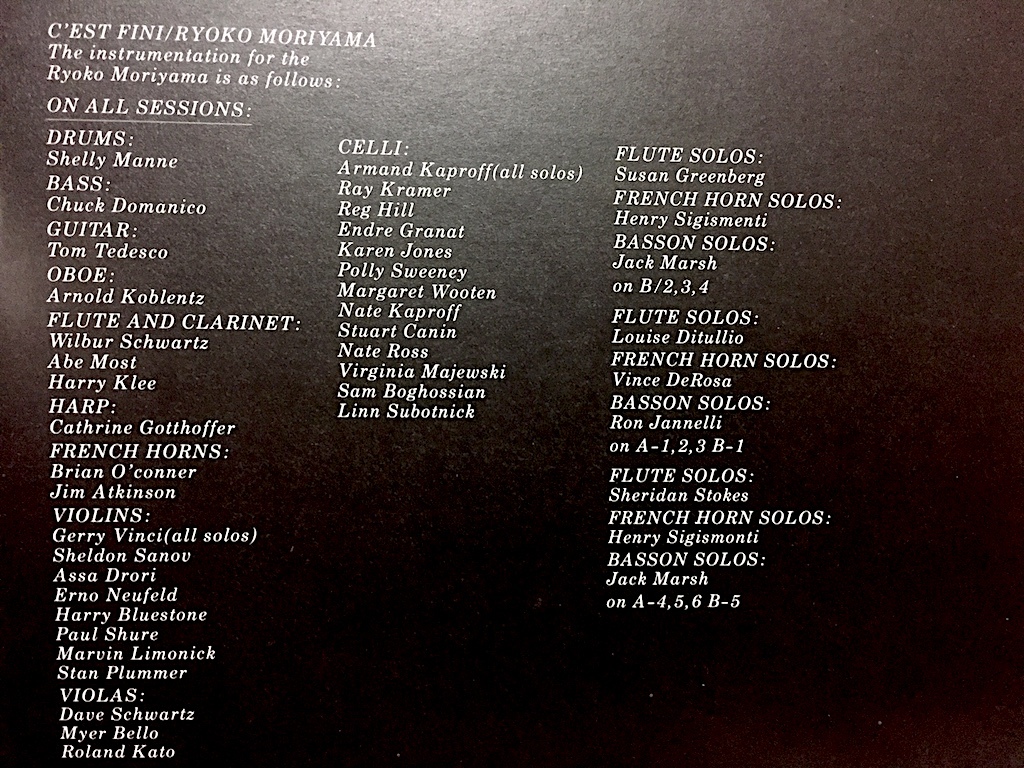 C'EST FINI/RYOKO MORIYAMA
The instrumentation for the
Ryoko Moriyama is as follows:
ON ALL SESSIONS:
DRUMS:
Shelly Manne
BASS:
Chuck Domanico
GUITAR:
Tom Tedesco
OBOE:
Arnold Koblentz
FLUTE AND CLARINET:
Wilbur Schwartz
Abe Most
Harry Klee
HARP:
Cathrine Gotthoffer
FRENCH HORNS:
Brian O'conner
Jim Atkinson
VIOLINS:
Gerry Vinci(all solos)
Sheldon Sanov
Assa Drori
Erno Neufeld
Harry Bluestone
Paul Shure
Marvin Limonick
Stan Plummer
VIOLAS:
Dave Schwartz
Myer Bello
Roland Kato
CELLI:
Armand Kaproff(all solos)
Ray Kramer
Reg Hill
Endre Granat
Karen Jones
Polly Sweeney
Margaret Wooten
Nate Kaproff
Stuart Canin
Nate Ross
Virginia Majewski
Sam Boghossian
Linn Subotnick
FLUTE SOLOS:
Susan Greenberg
FRENCH HORN SOLOS:
Henry Sigismenti
BASSON SOLOS:
Jack Marsh
on B/2,3,4
FLUTE SOLOS:
Louise Ditullio
FRENCH HORN SOLOS:
Vince DeRosa
BASSON SOLOS:
Ron Jannelli
on A-1,2,3 B-1
FLUTE SOLOS:
Sheridan Stokes
FRENCH HORN SOLOS:
Henry Sigismonti
BASSON SOLOS:
Jack Marsh
on A-4,5,6 B-5